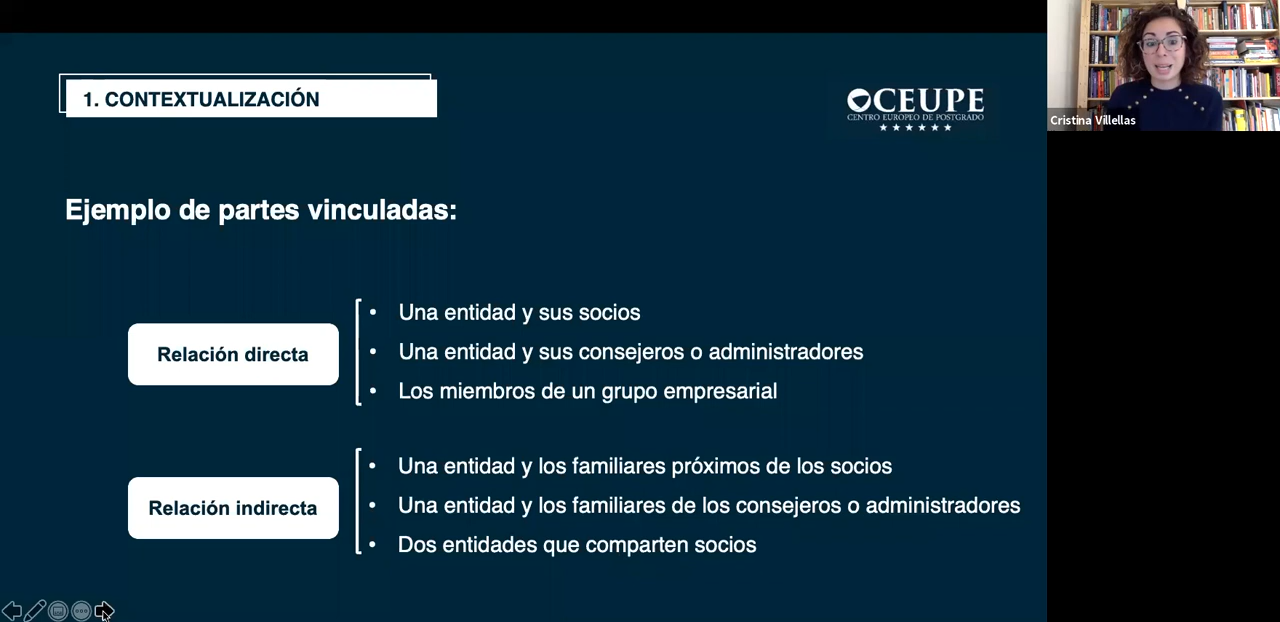 1. CONTEXTUALIZACIÓN
CEUPE
CENTRO EUROPEO DE POSTGRADO
Cristina Villellas
Ejemplo de partes vinculadas:
Relación directa
• Una entidad y sus socios
• Una entidad y sus consejeros o administradores
• Los miembros de un grupo empresarial
Relación indirecta
• Una entidad y los familiares próximos de los socios
• Una entidad y los familiares de los consejeros o administradores
• Dos entidades que comparten socios